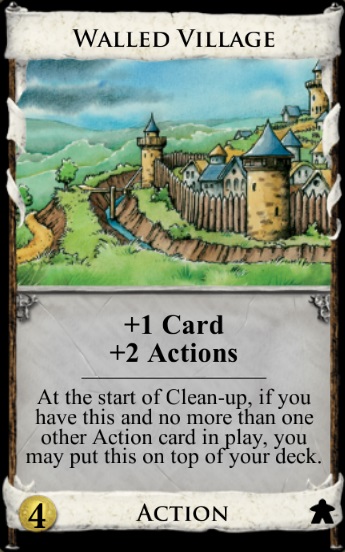 WALLED VILLAGE
+1 Card
+2 Actions
At the start of Clean-up, if you
have this and no more than one
other Action card in play, you
may put this on top of your deck.
4
ACTION